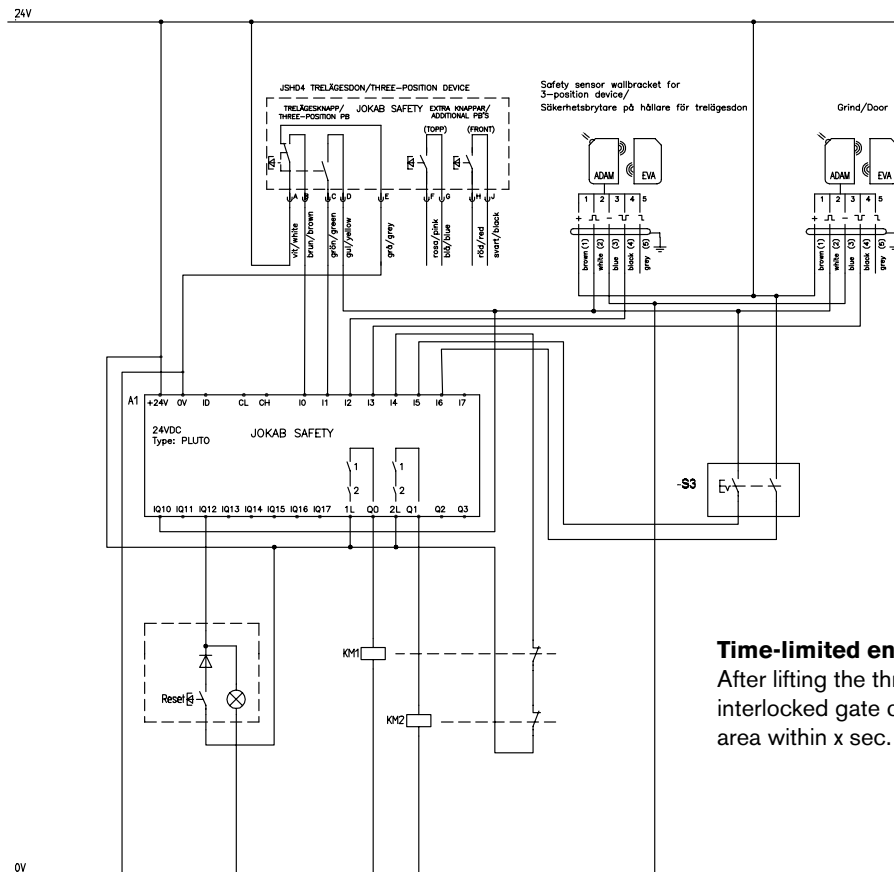 24V
JSHD4 TRELÄGESDON/THREE-POSITION DEVICE
TRELÄGESKNAPP/
THREE-POSITION PB
JOKAB SAFETY
EXTRA KNAPPAR/
ADDITIONAL PB'S
(TOPP) (FRONT)
A B C D E F G H J
vit/white
brun/brown
grön/green
gul/yellow
grå/grey
rosa/pink
blå/blue
röd/red
svart/black
Safety sensor wallbracket for
3-position device/
Säkerhetsbrytare på hållare för trelägesdon
ADAM EVA
1 2 3 4 5
+ − 
brown (1)
white (2)
blue (3)
black (4)
grey (5)
Grind/Door
ADAM EVA
1 2 3 4 5
+ −
brown (1)
white (2)
blue (3)
black (4)
grey (5)
A1
+24V 0V ID CL CH I0 I1 I2 I3 I4 I5 I6 I7
24VDC
Type: PLUTO
JOKAB SAFETY
1 1
2 2
IQ10 IQ11 IQ12 IQ13 IQ14 IQ15 IQ16 IQ17 1L Q0 2L Q1 Q2 Q3
-S3
KM1
Reset
KM2
Time-limited en
After lifting the thr
interlocked gate o
area within x sec.
0V